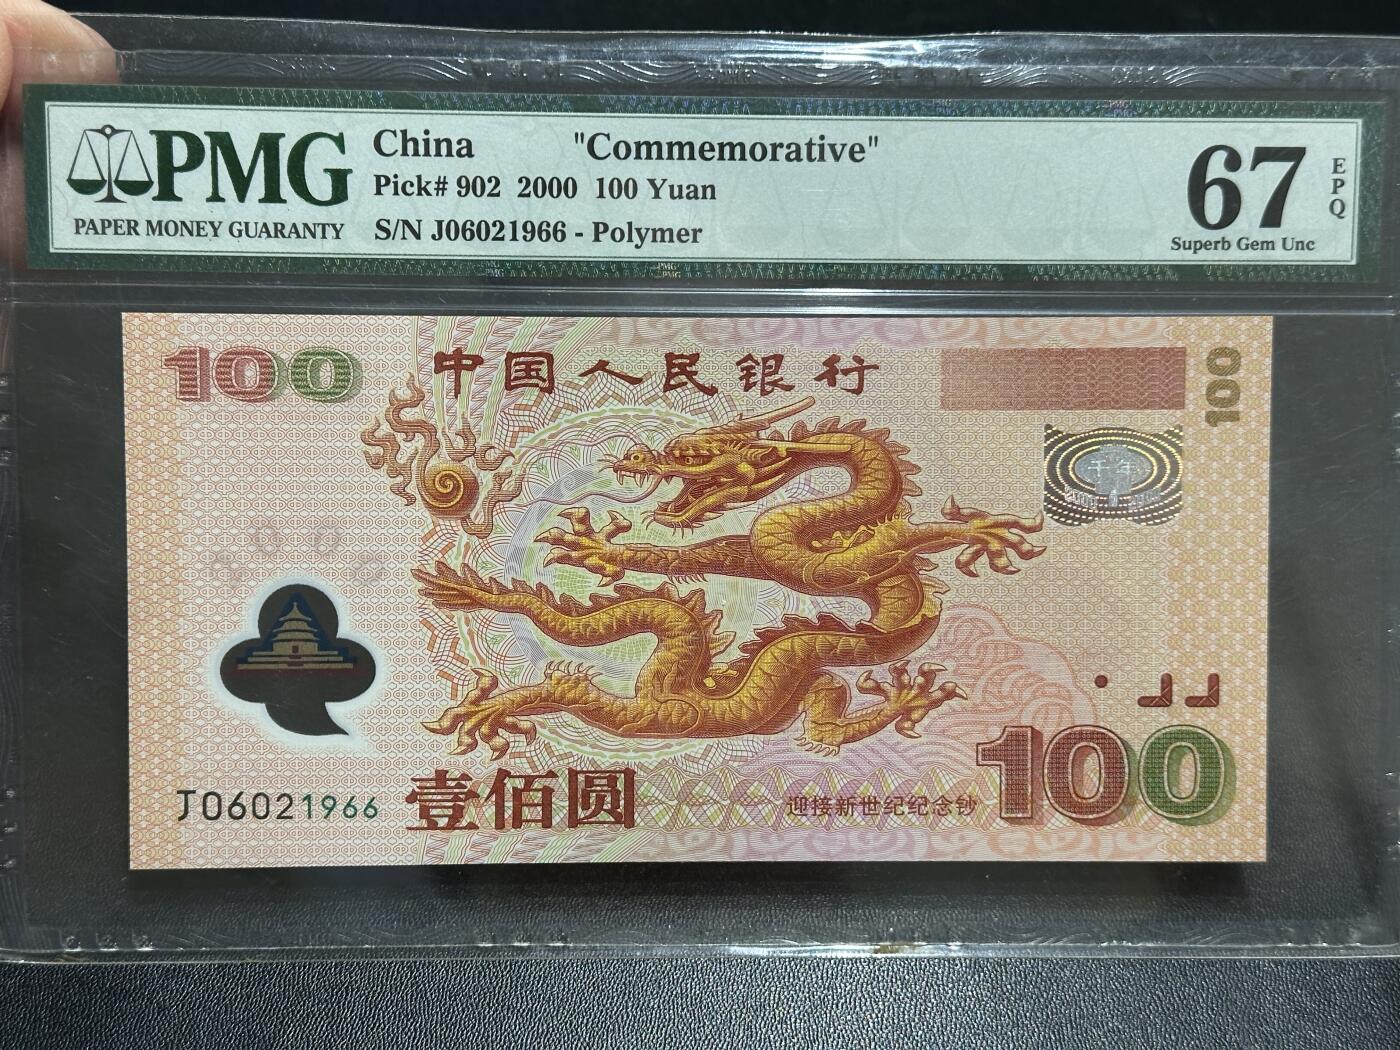 PMG
PAPER MONEY GUARANTY
China "Commemorative"
Pick# 902 2000 100 Yuan
S/N J06021966 - Polymer
67
EPQ
Superb Gem Unc
100
中国人民银行
100
千年
J06021966
壹佰圆
迎接新世纪纪念钞
100